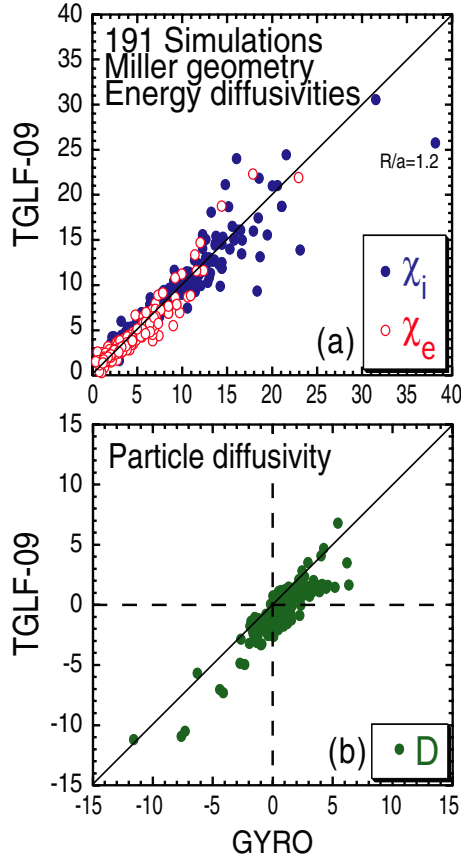 40
191 Simulations
Miller geometry
Energy diffusivities
35
30
25
R/a=1.2
20
TGLF-09
15
10
χi
5
(a)
χe
0
0 5 10 15 20 25 30 35 40
15
Particle diffusivity
10
5
TGLF-09
0
-5
-10
(b)
D
-15
-15 -10 -5 0 5 10 15
GYRO